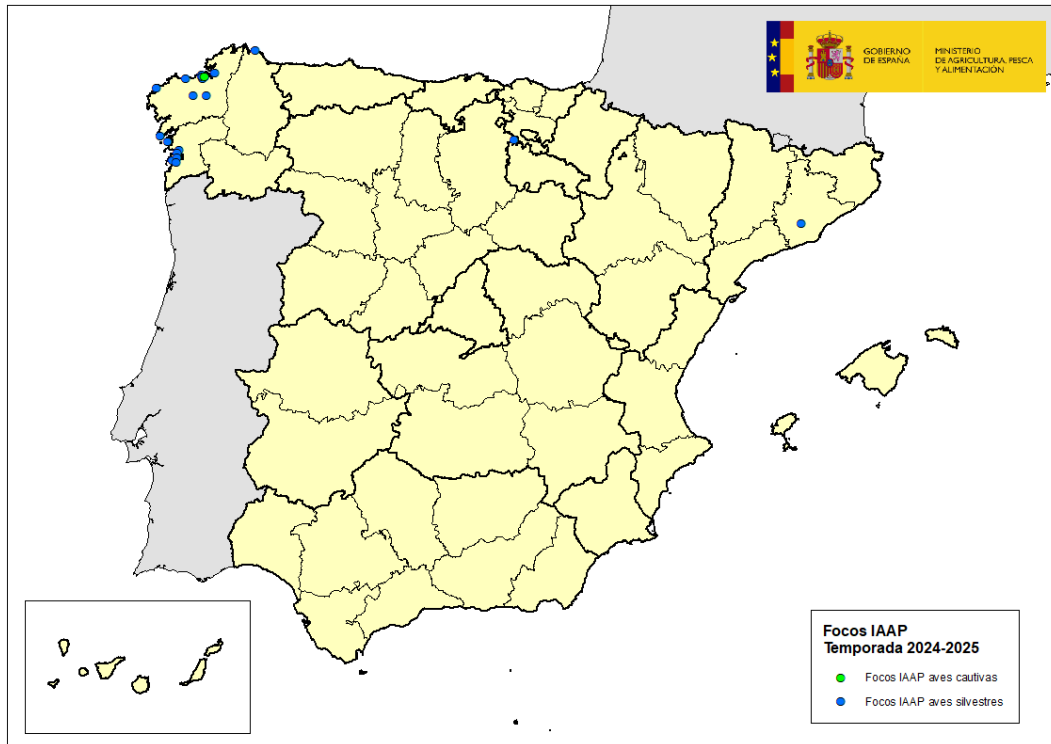 GOBIERNO
DE ESPAÑA
MINISTERIO
DE AGRICULTURA, PESCA
Y ALIMENTACIÓN
Focos IAAP
Temporada 2024-2025
Focos IAAP aves cautivas
Focos IAAP aves silvestres